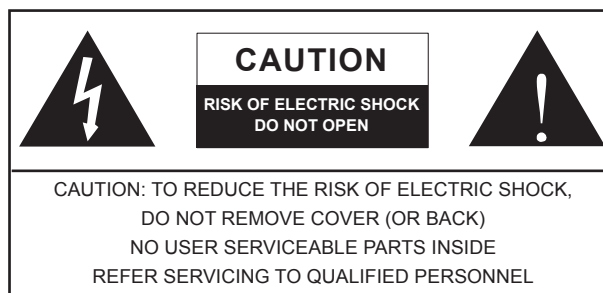 CAUTION
RISK OF ELECTRIC SHOCK
DO NOT OPEN
!
CAUTION: TO REDUCE THE RISK OF ELECTRIC SHOCK,
DO NOT REMOVE COVER (OR BACK)
NO USER SERVICEABLE PARTS INSIDE
REFER SERVICING TO QUALIFIED PERSONNEL